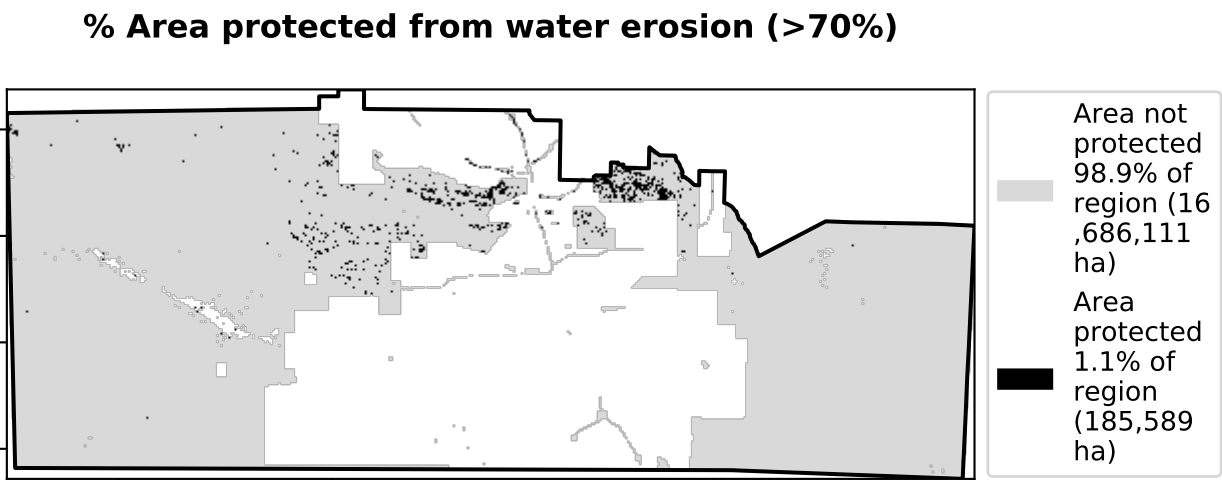 % Area protected from water erosion (>70%)
Area not
protected
98.9% of
region (16
,686,111
ha)
Area
protected
1.1% of
region
(185,589
ha)